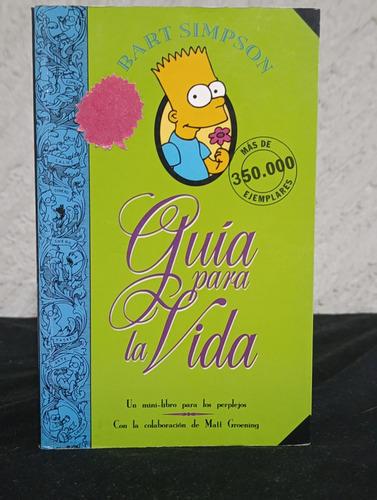 BART SIMPSON
MÁS DE
350.000
EJEMPLARES
Guía
para
la Vida
Un mini-libro para los perplejos
Con la colaboración de Matt Groening